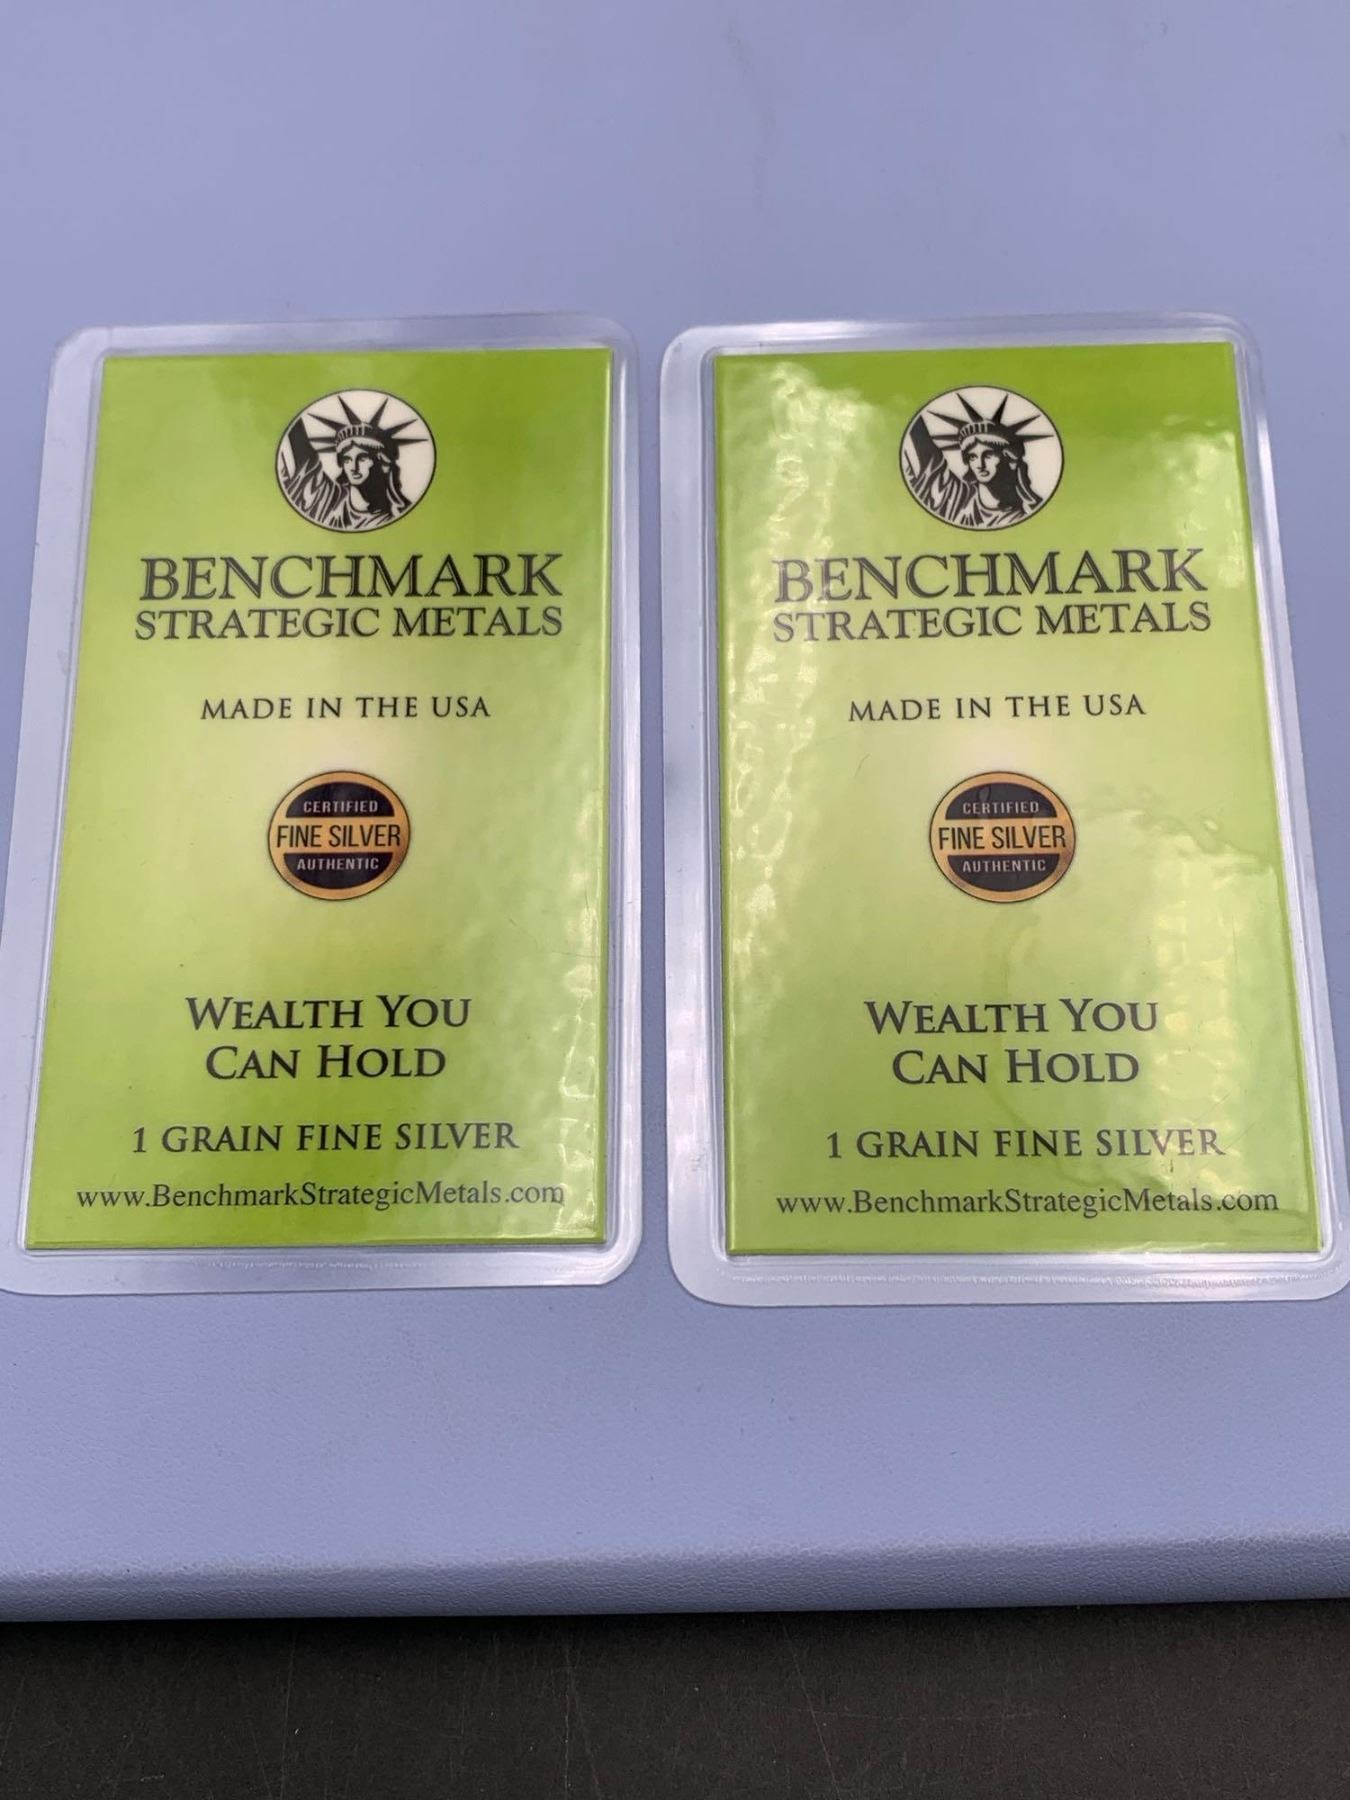 BENCHMARK
STRATEGIC METALS
MADE IN THE USA
CERTIFIED
FINE SILVER
AUTHENTIC
WEALTH YOU
CAN HOLD
1 GRAIN FINE SILVER
www.BenchmarkStrategicMetals.com
BENCHMARK
STRATEGIC METALS
MADE IN THE USA
CERTIFIED
FINE SILVER
AUTHENTIC
WEALTH YOU
CAN HOLD
1 GRAIN FINE SILVER
www.BenchmarkStrategicMetals.com